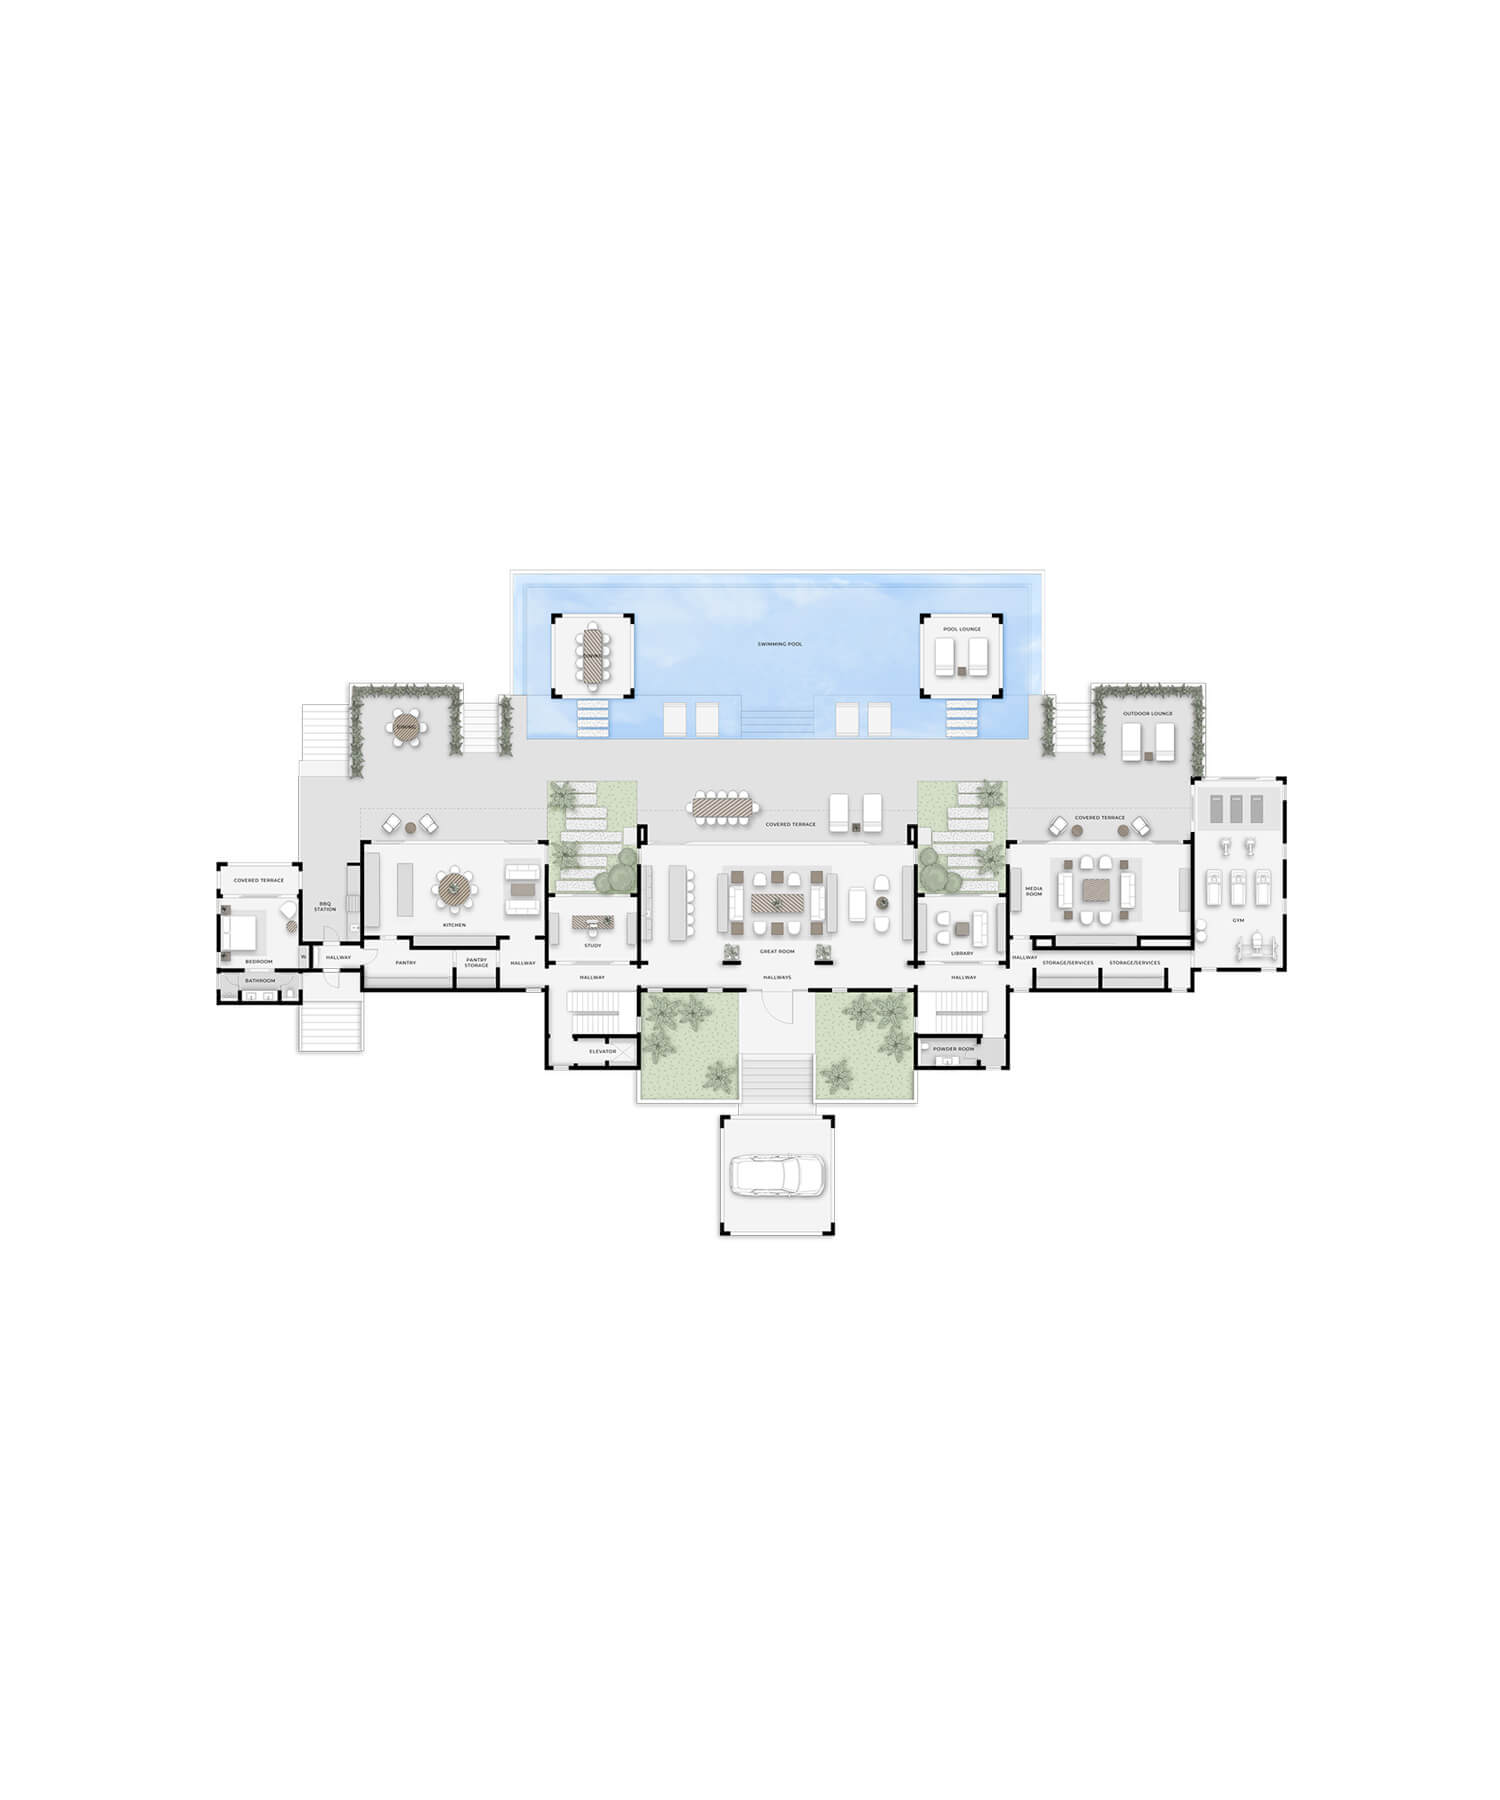 POOL LOUNGE
SWIMMING POOL
DINING
OUTDOOR LOUNGE
DINING
COVERED TERRACE
COVERED TERRACE
COVERED TERRACE
MEDIA
ROOM
BBQ
STATION
KITCHEN
GYM
STUDY
GREAT ROOM
LIBRARY
HALLWAY
BEDROOM
PANTRY
PANTRY
STORAGE
HALLWAY
HALLWAY
STORAGE/SERVICES
STORAGE/SERVICES
BATHROOM
HALLWAY
HALLWAYS
HALLWAY
ELEVATOR
POWDER ROOM